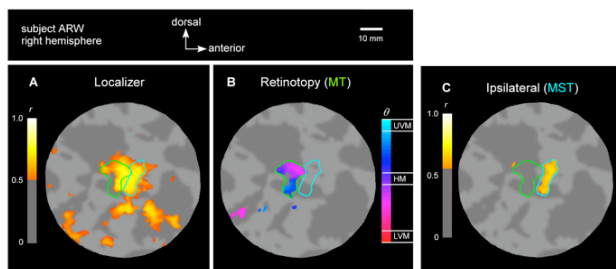 subject ARW
right hemisphere
dorsal
anterior
10 mm
A Localizer
r
1.0
0.5
0
B Retinotopy (MT)
θ
UVM
HM
LVM
C Ipsilateral (MST)
r
1.0
0.5
0